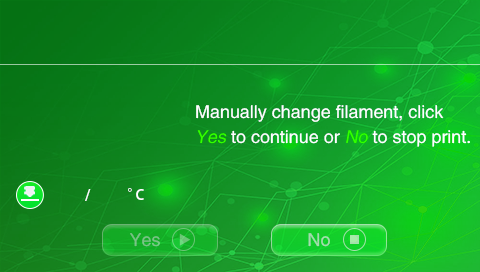 Manually change filament, click
Yes to continue or No to stop print.
/ °C
Yes
No